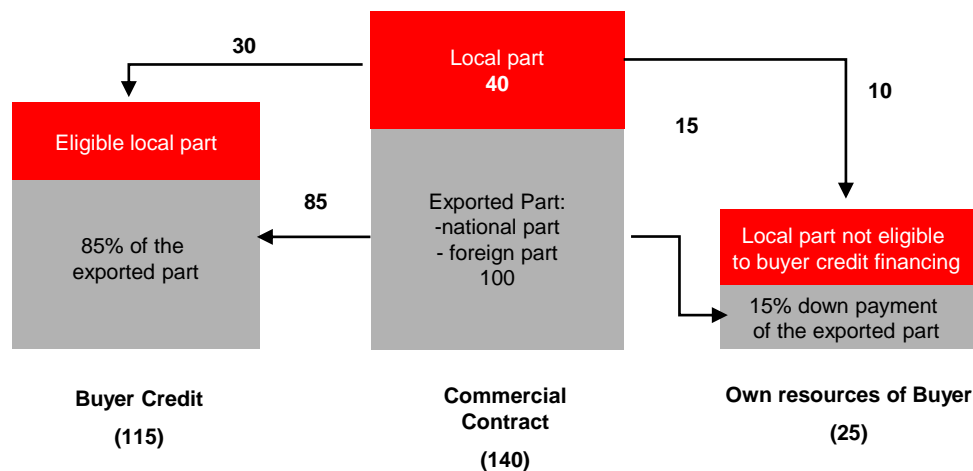 30
Local part
40
10
15
Eligible local part
85
85% of the
exported part
Exported Part:
-national part
- foreign part
100
Local part not eligible
to buyer credit financing
15% down payment
of the exported part
Buyer Credit
(115)
Commercial
Contract
(140)
Own resources of Buyer
(25)